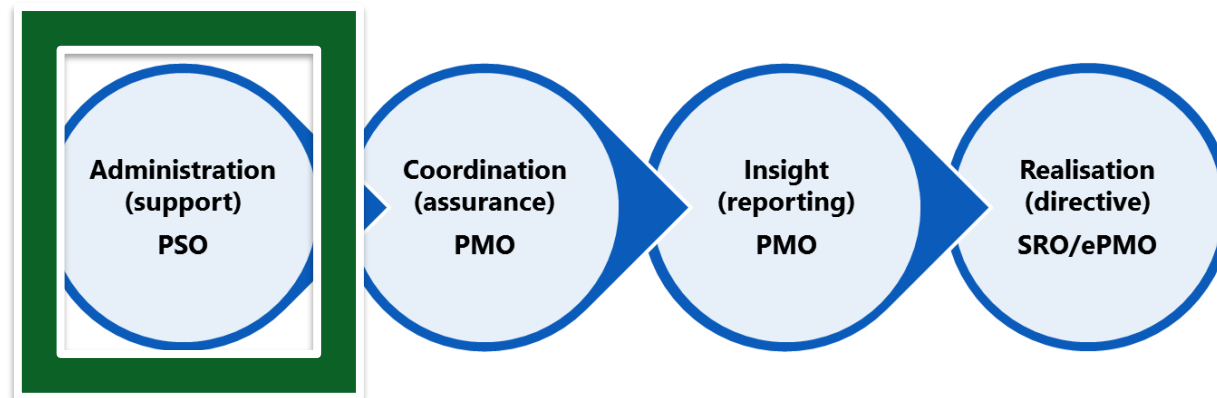 Administration
(support)
PSO
Coordination
(assurance)
PMO
Insight
(reporting)
PMO
Realisation
(directive)
SRO/ePMO